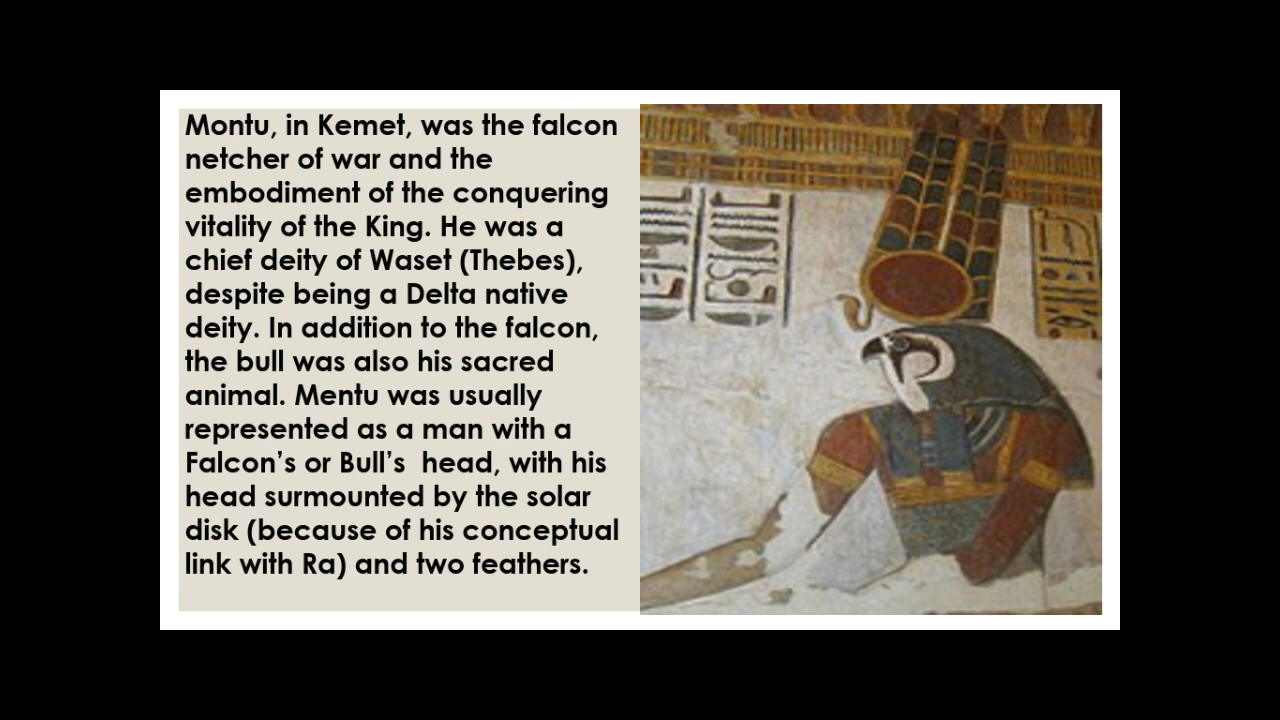 Montu, in Kemet, was the falcon
netcher of war and the
embodiment of the conquering
vitality of the King. He was a
chief deity of Waset (Thebes),
despite being a Delta native
deity. In addition to the falcon,
the bull was also his sacred
animal. Mentu was usually
represented as a man with a
Falcon’s or Bull’s  head, with his
head surmounted by the solar
disk (because of his conceptual
link with Ra) and two feathers.